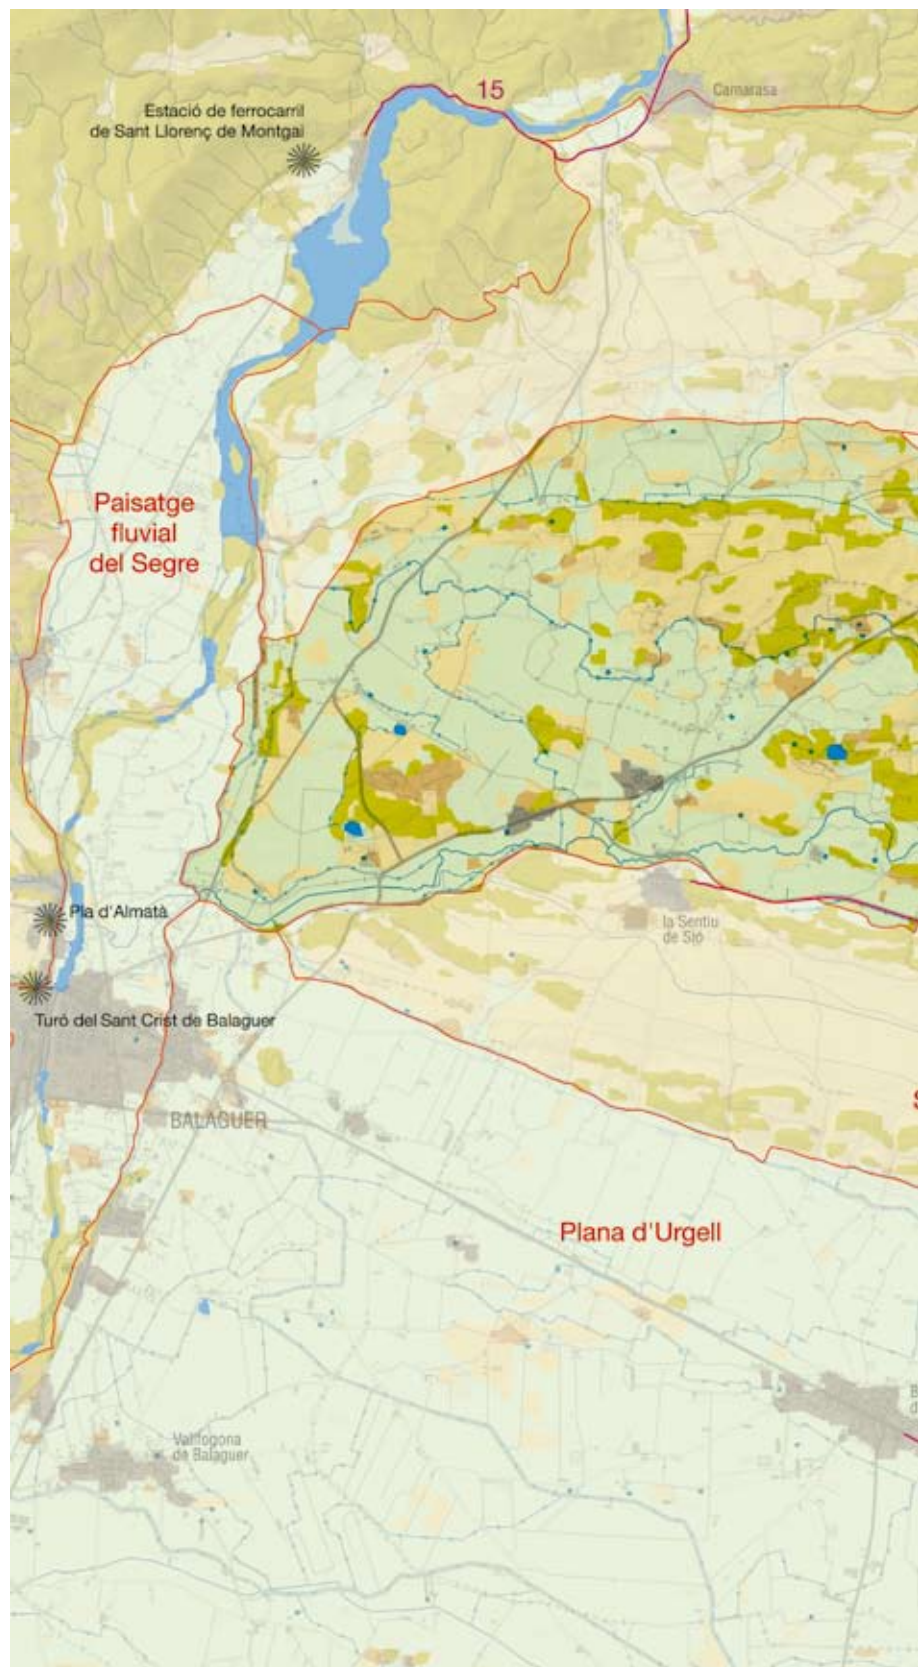 15
Camarasa
Estació de ferrocarril
de Sant Llorenç de Montgai
Paisatge
fluvial
del Segre
Pla d'Almatà
la Sentiu
de Sió
Turó del Sant Crist de Balaguer
S
BALAGUER
Plana d'Urgell
B
d
Vallfogona
de Balaguer